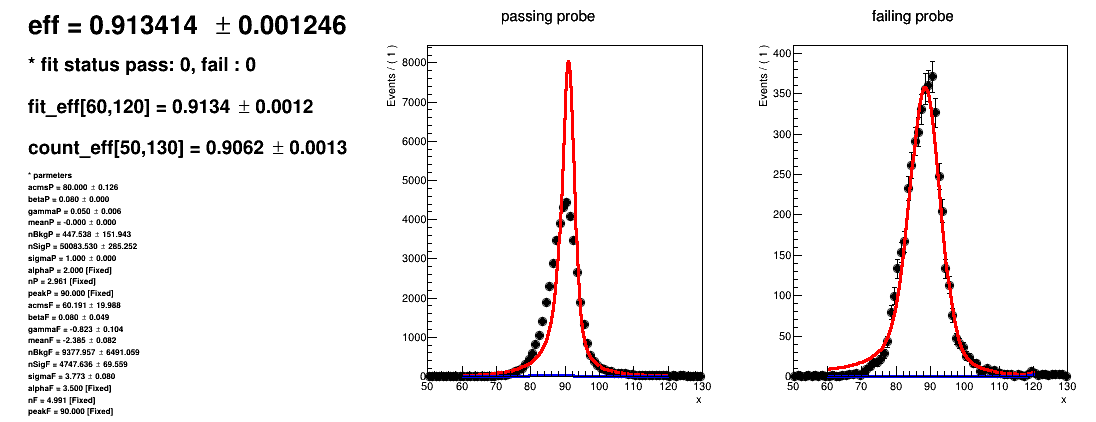 eff = 0.913414 ± 0.001246
* fit status pass: 0, fail : 0
fit_eff[60,120] = 0.9134 ± 0.0012
count_eff[50,130] = 0.9062 ± 0.0013
* parmeters
acmsP = 80.000 ± 0.126
betaP = 0.080 ± 0.000
gammaP = 0.050 ± 0.006
meanP = -0.000 ± 0.000
nBkgP = 447.538 ± 151.943
nSigP = 50083.530 ± 285.252
sigmaP = 1.000 ± 0.000
alphaP = 2.000 [Fixed]
nP = 2.961 [Fixed]
peakP = 90.000 [Fixed]
acmsF = 60.191 ± 19.988
betaF = 0.080 ± 0.049
gammaF = -0.823 ± 0.104
meanF = -2.385 ± 0.082
nBkgF = 9377.957 ± 6491.059
nSigF = 4747.636 ± 69.559
sigmaF = 3.773 ± 0.080
alphaF = 3.500 [Fixed]
nF = 4.991 [Fixed]
peakF = 90.000 [Fixed]
passing probe
Events / ( 1 )
8000
7000
6000
5000
4000
3000
2000
1000
0
50 60 70 80 90 100 110 120 130
x
failing probe
Events / ( 1 )
400
350
300
250
200
150
100
50
0
50 60 70 80 90 100 110 120 130
x